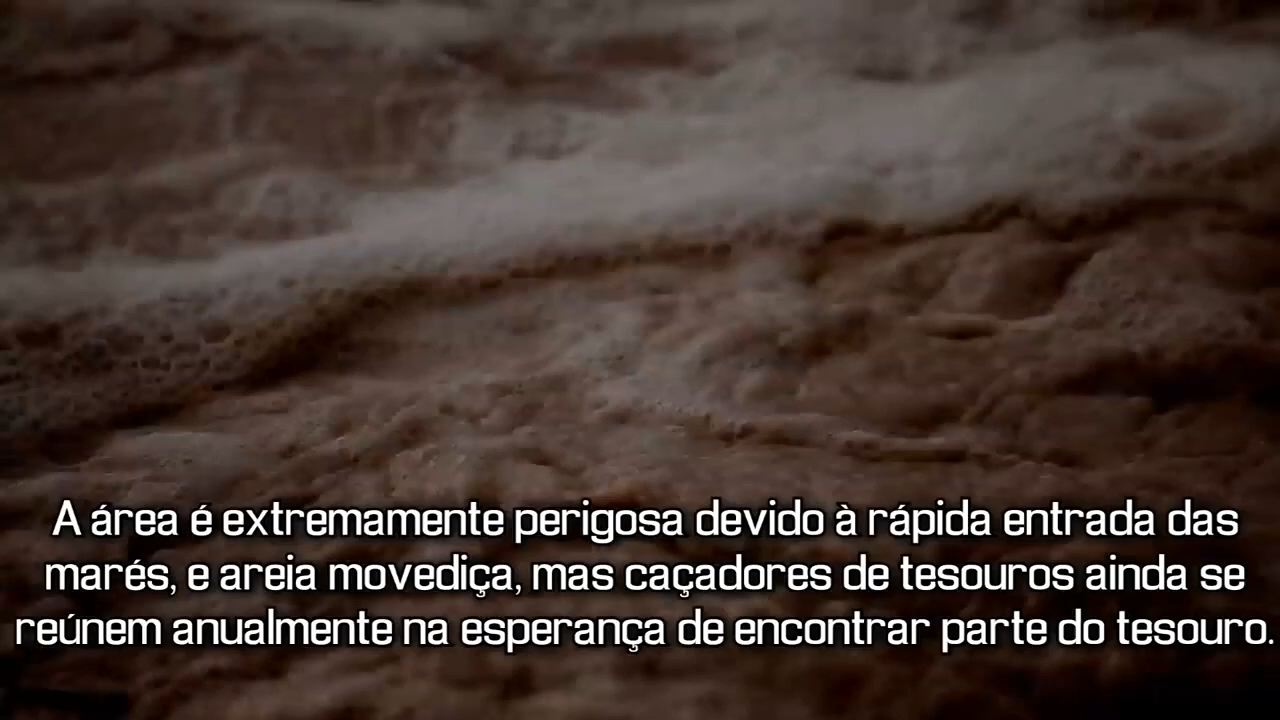 A área é extremamente perigosa devido à rápida entrada das
marés, e areia movediça, mas caçadores de tesouros ainda se
reúnem anualmente na esperança de encontrar parte do tesouro.